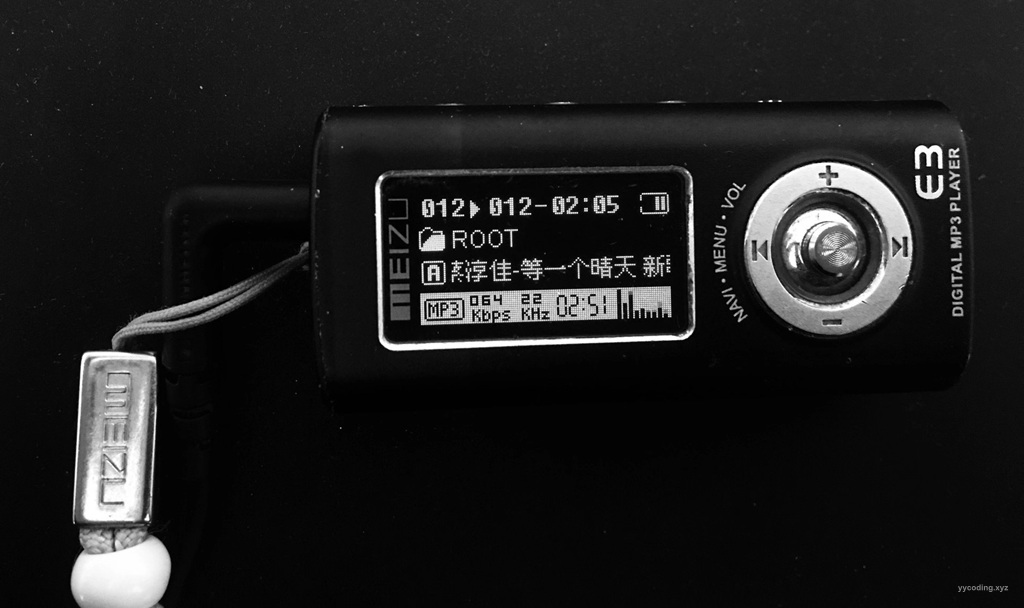 MEIZU
012▶012-02:05
ROOT
A 淳佳-等一个晴天 新
MP3 064 Kbps 22 KHz 02:51
NAVI • MENU • VOL
E3
DIGITAL MP3 PLAYER
MEIZU
yycoding.xyz